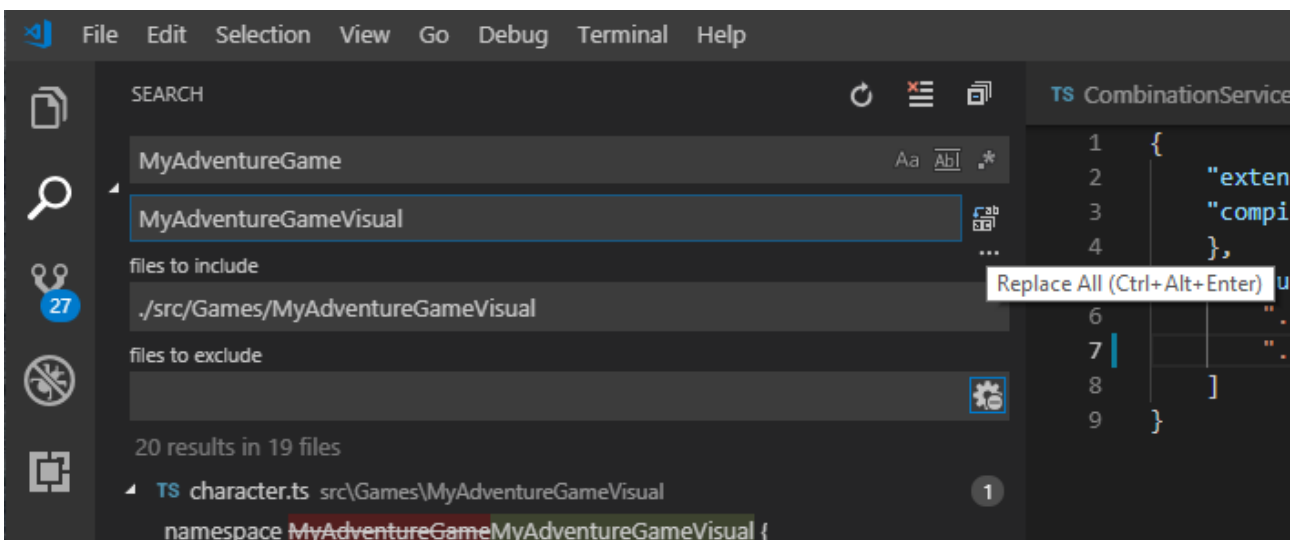 File Edit Selection View Go Debug Terminal Help
SEARCH
MyAdventureGame Aa Abl .*
MyAdventureGameVisual
...
files to include
./src/Games/MyAdventureGameVisual
files to exclude
20 results in 19 files
TS character.ts src\Games\MyAdventureGameVisual 1
namespace MyAdventureGameMyAdventureGameVisual {
27
Replace All (Ctrl+Alt+Enter)
TS CombinationService
1 {
2 "exten
3 "compi
4 },
u
6 ".
7 ".
8 ]
9 }